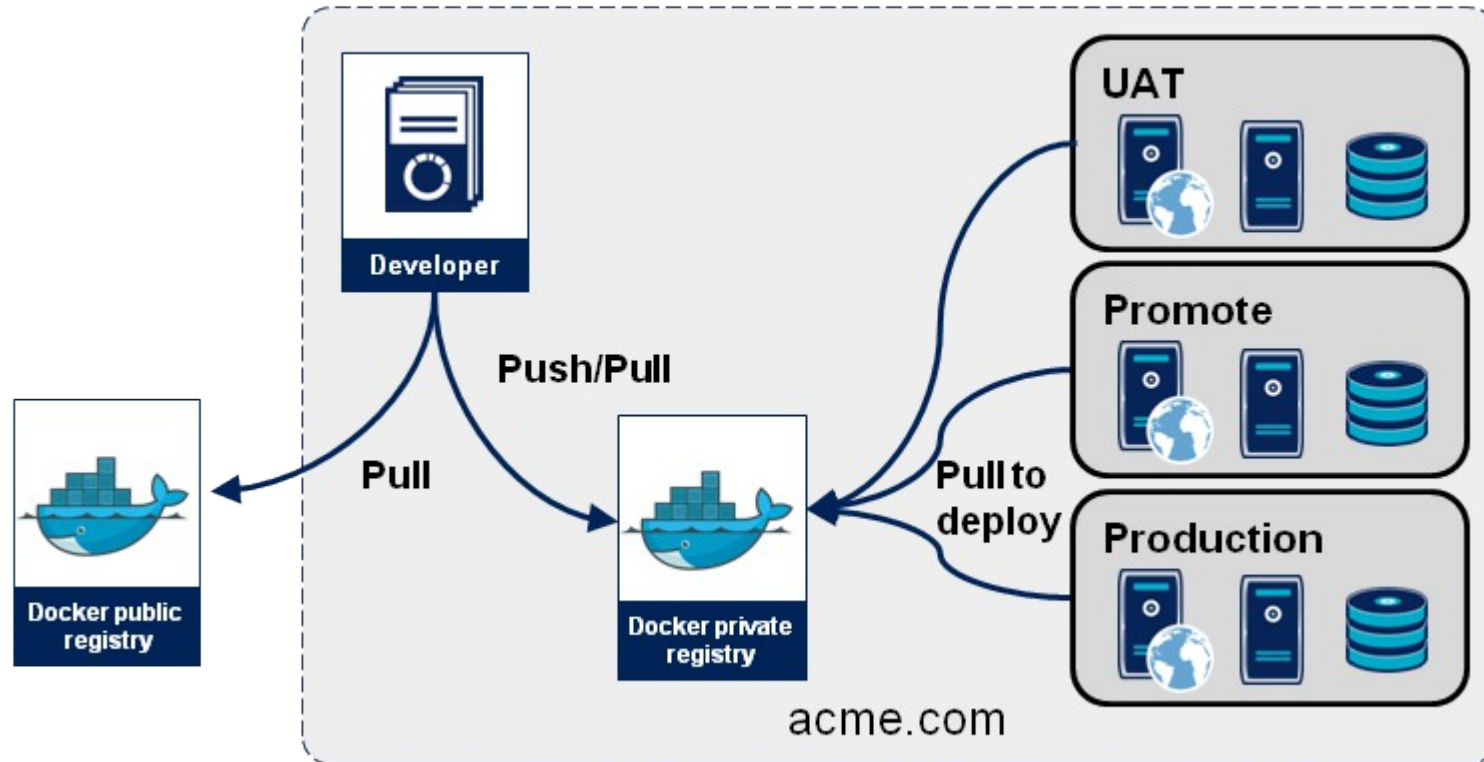 UAT
Developer
Promote
Push/Pull
Pull
Pull to
deploy
Production
Docker public
registry
Docker private
registry
acme.com